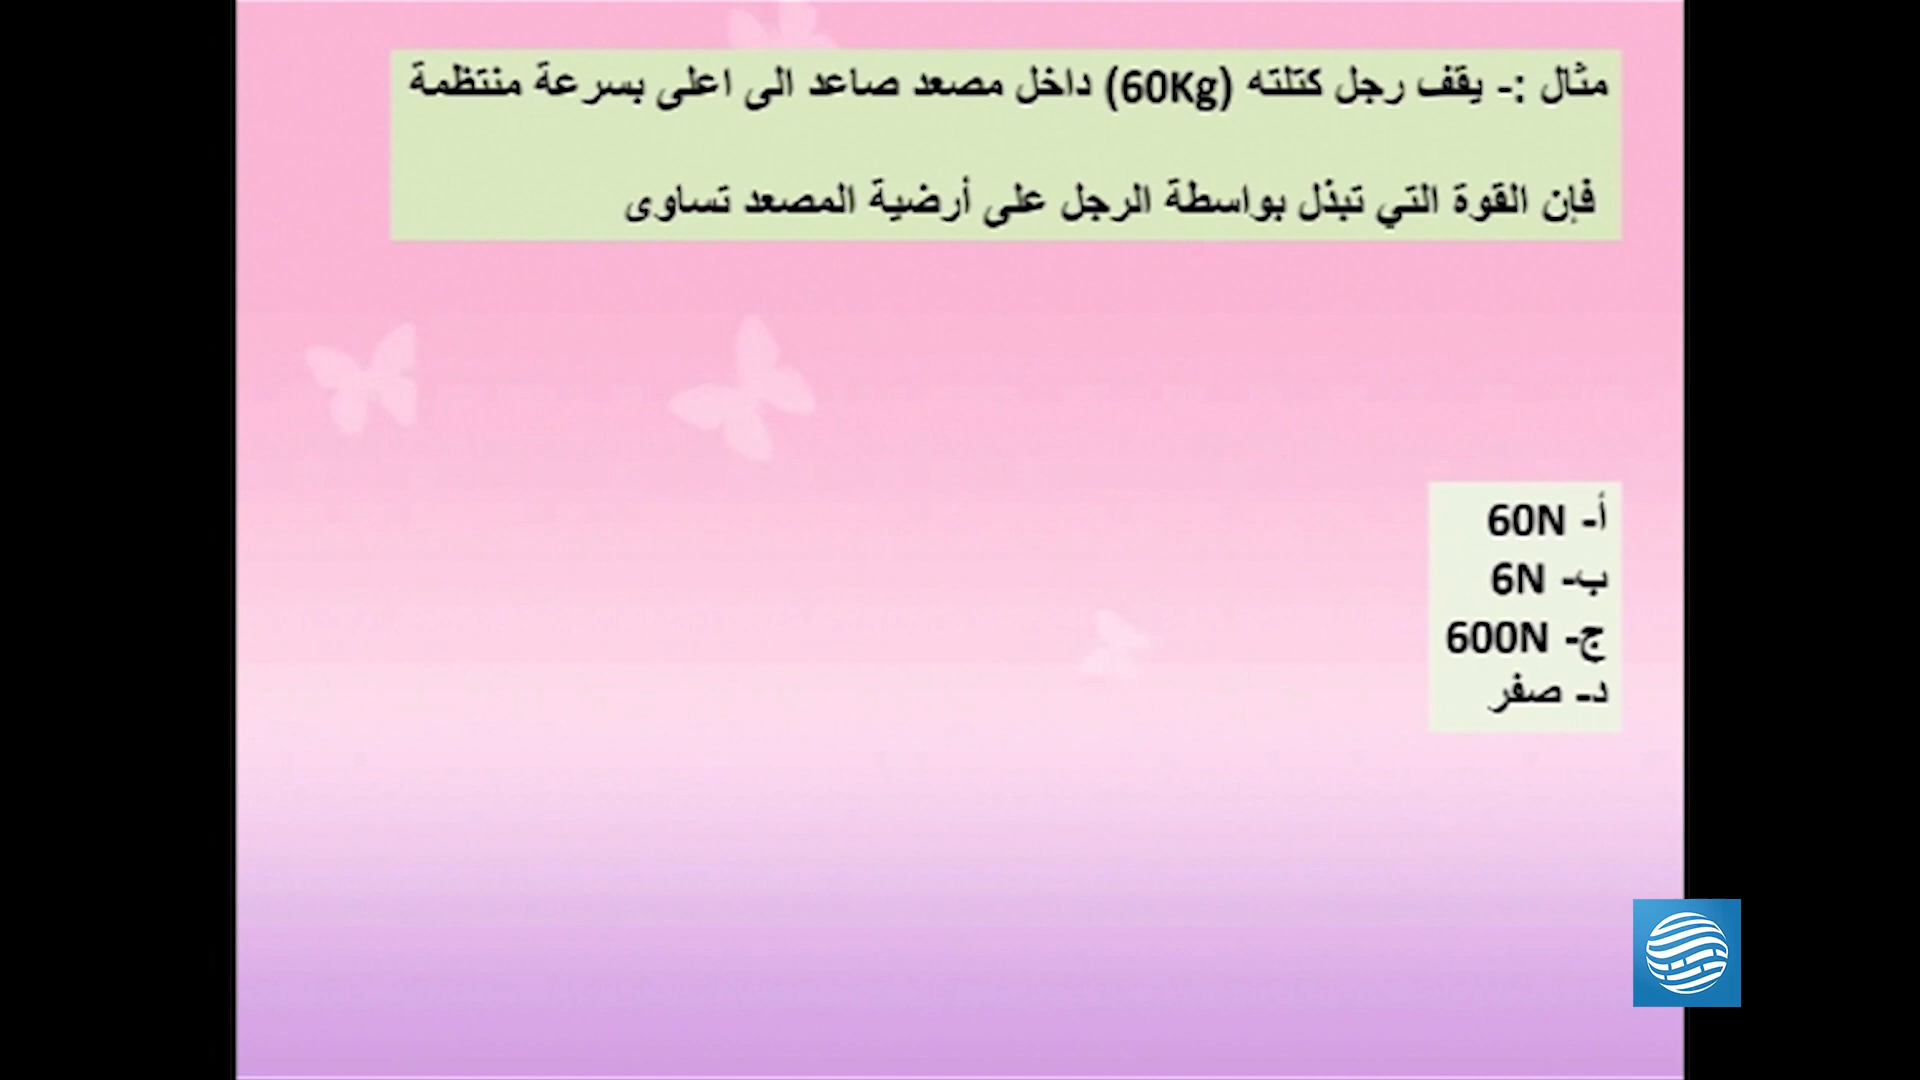 مثال :- يقف رجل كتلته (60Kg) داخل مصعد صاعد الى اعلى بسرعة منتظمة
فإن القوة التي تبذل بواسطة الرجل على أرضية المصعد تساوى
أ- 60N
ب- 6N
ج- 600N
د- صفر